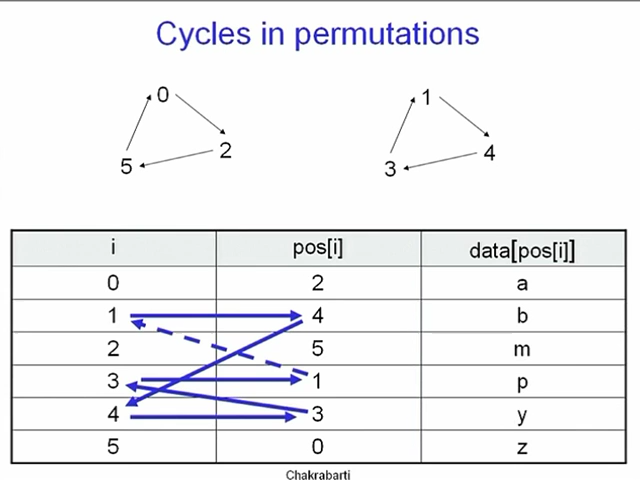 Cycles in permutations
0 1
2 4
5 3
i pos[i] data[pos[i]]
0 2 a
1 4 b
2 5 m
3 1 p
4 3 y
5 0 z
Chakrabarti